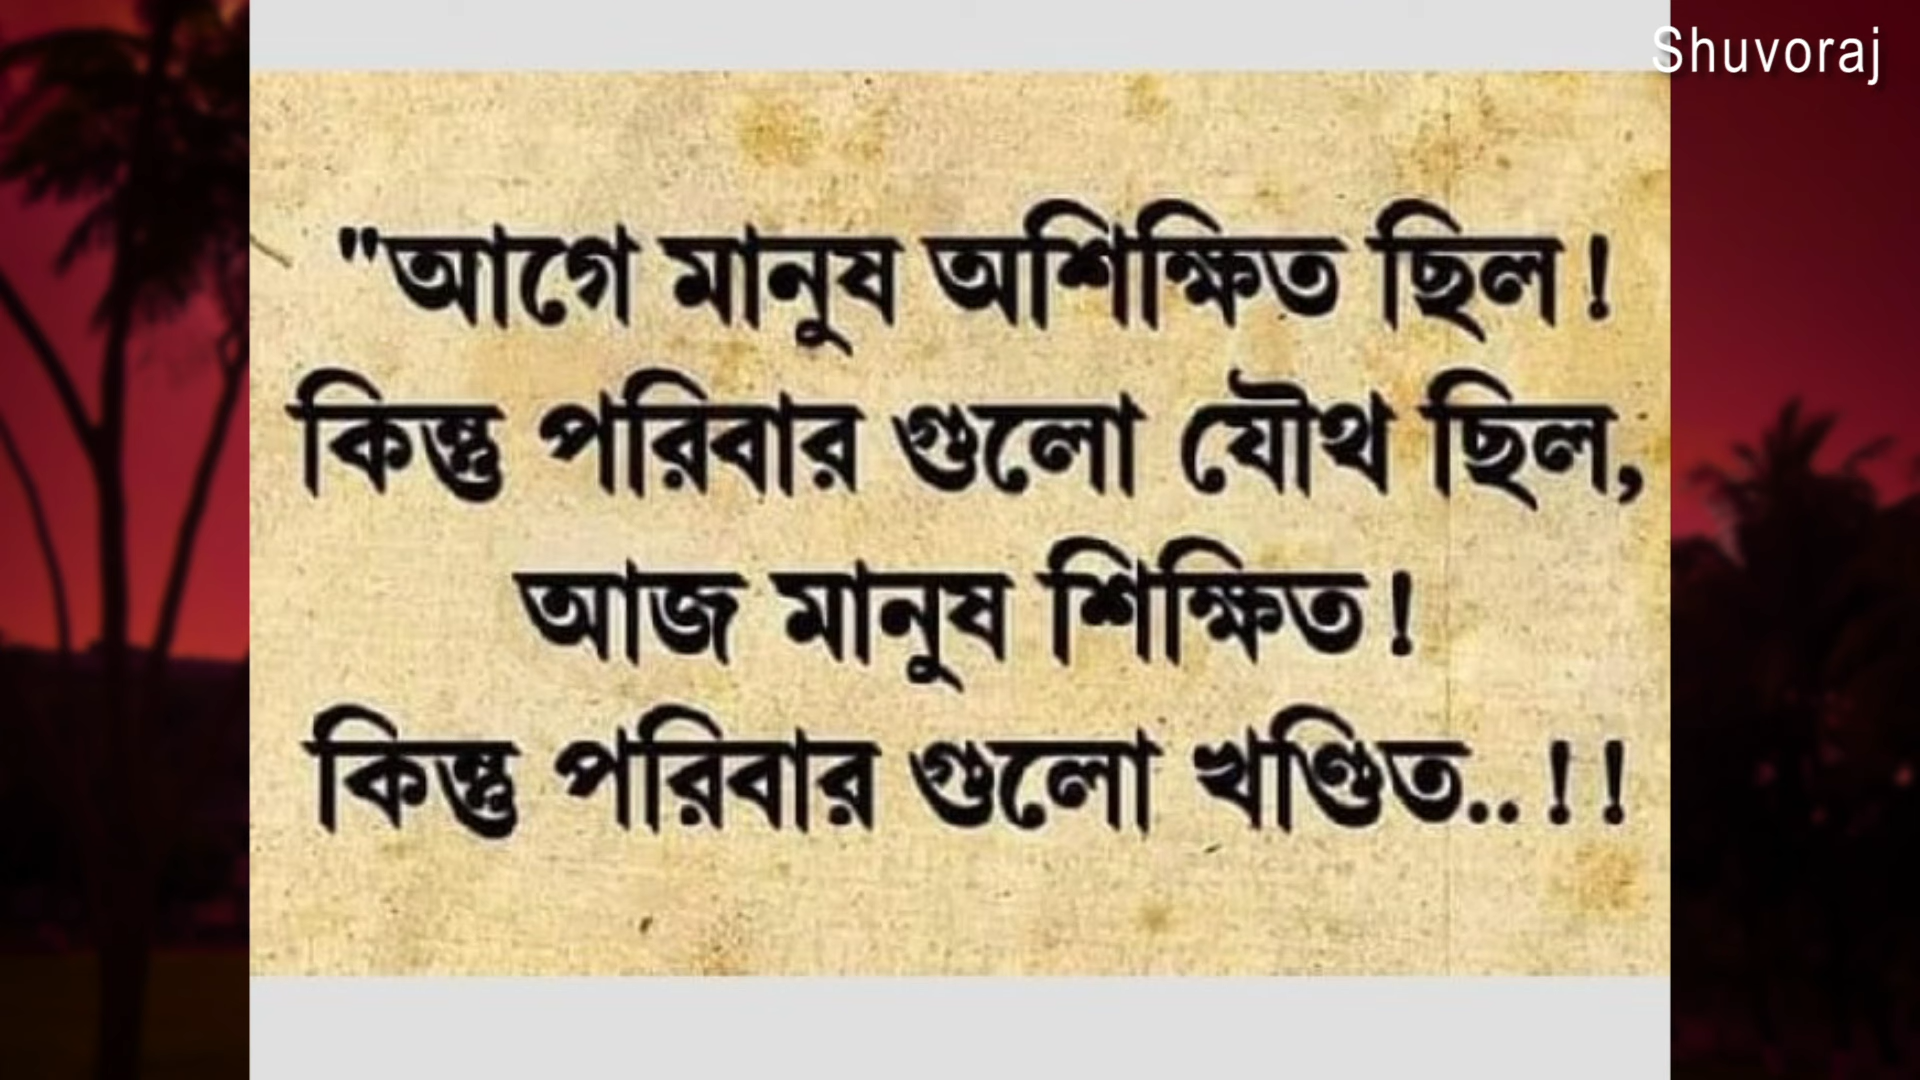 Shuvoraj
"আগে মানুষ অশিক্ষিত ছিল !
কিন্তু পরিবার গুলো যৌথ ছিল,
আজ মানুষ শিক্ষিত !
কিন্তু পরিবার গুলো খণ্ডিত..!!